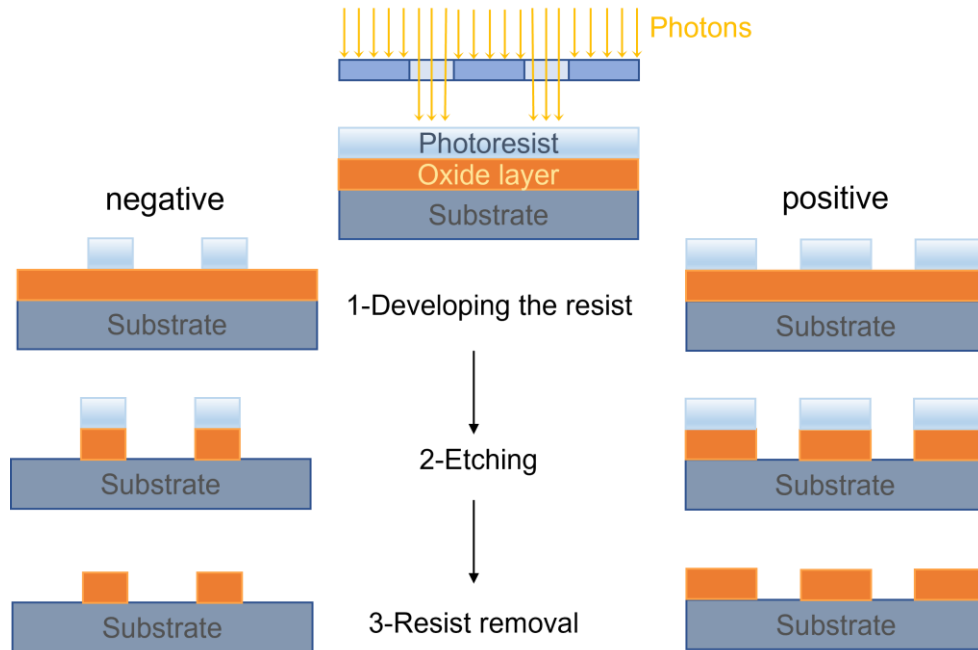 Photons
Photoresist
Oxide layer
Substrate
negative
positive
Substrate
1-Developing the resist
Substrate
Substrate
2-Etching
Substrate
Substrate
3-Resist removal
Substrate